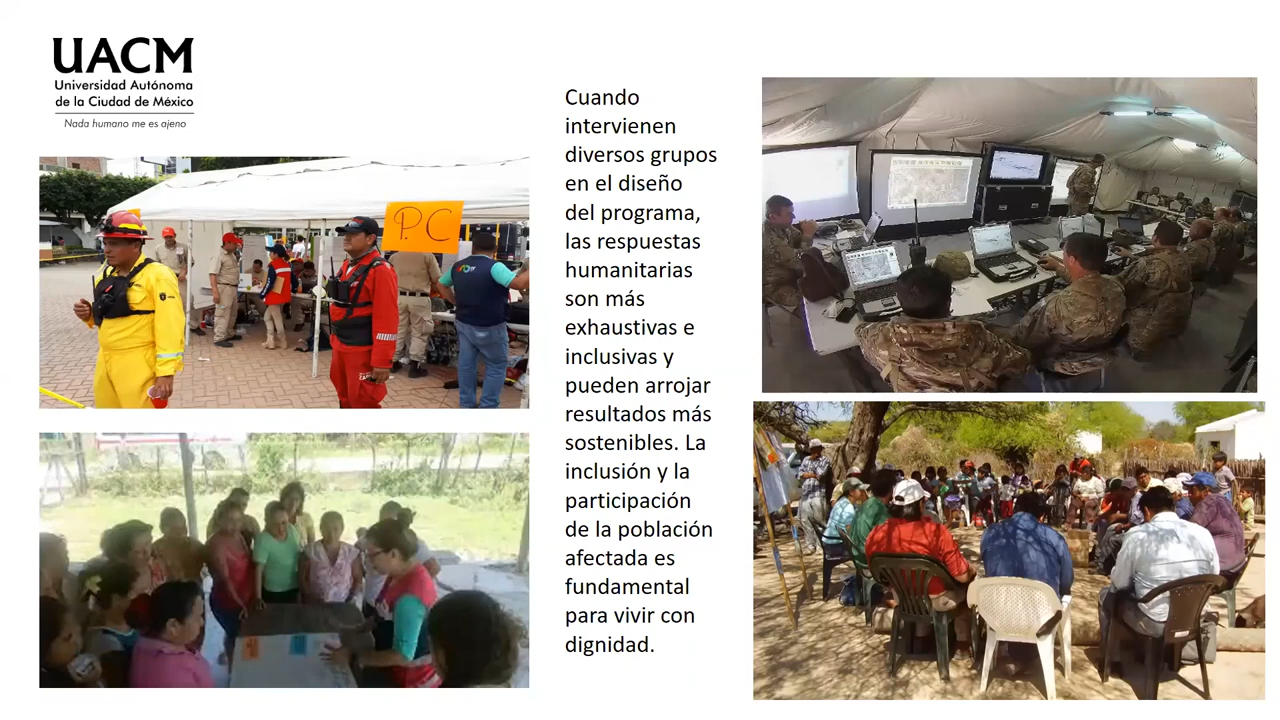 UACM
Universidad Autónoma
de la Ciudad de México
Nada humano me es ajeno
P.C
Cuando
intervienen
diversos grupos
en el diseño
del programa,
las respuestas
humanitarias
son más
exhaustivas e
inclusivas y
pueden arrojar
resultados más
sostenibles. La
inclusión y la
participación
de la población
afectada es
fundamental
para vivir con
dignidad.